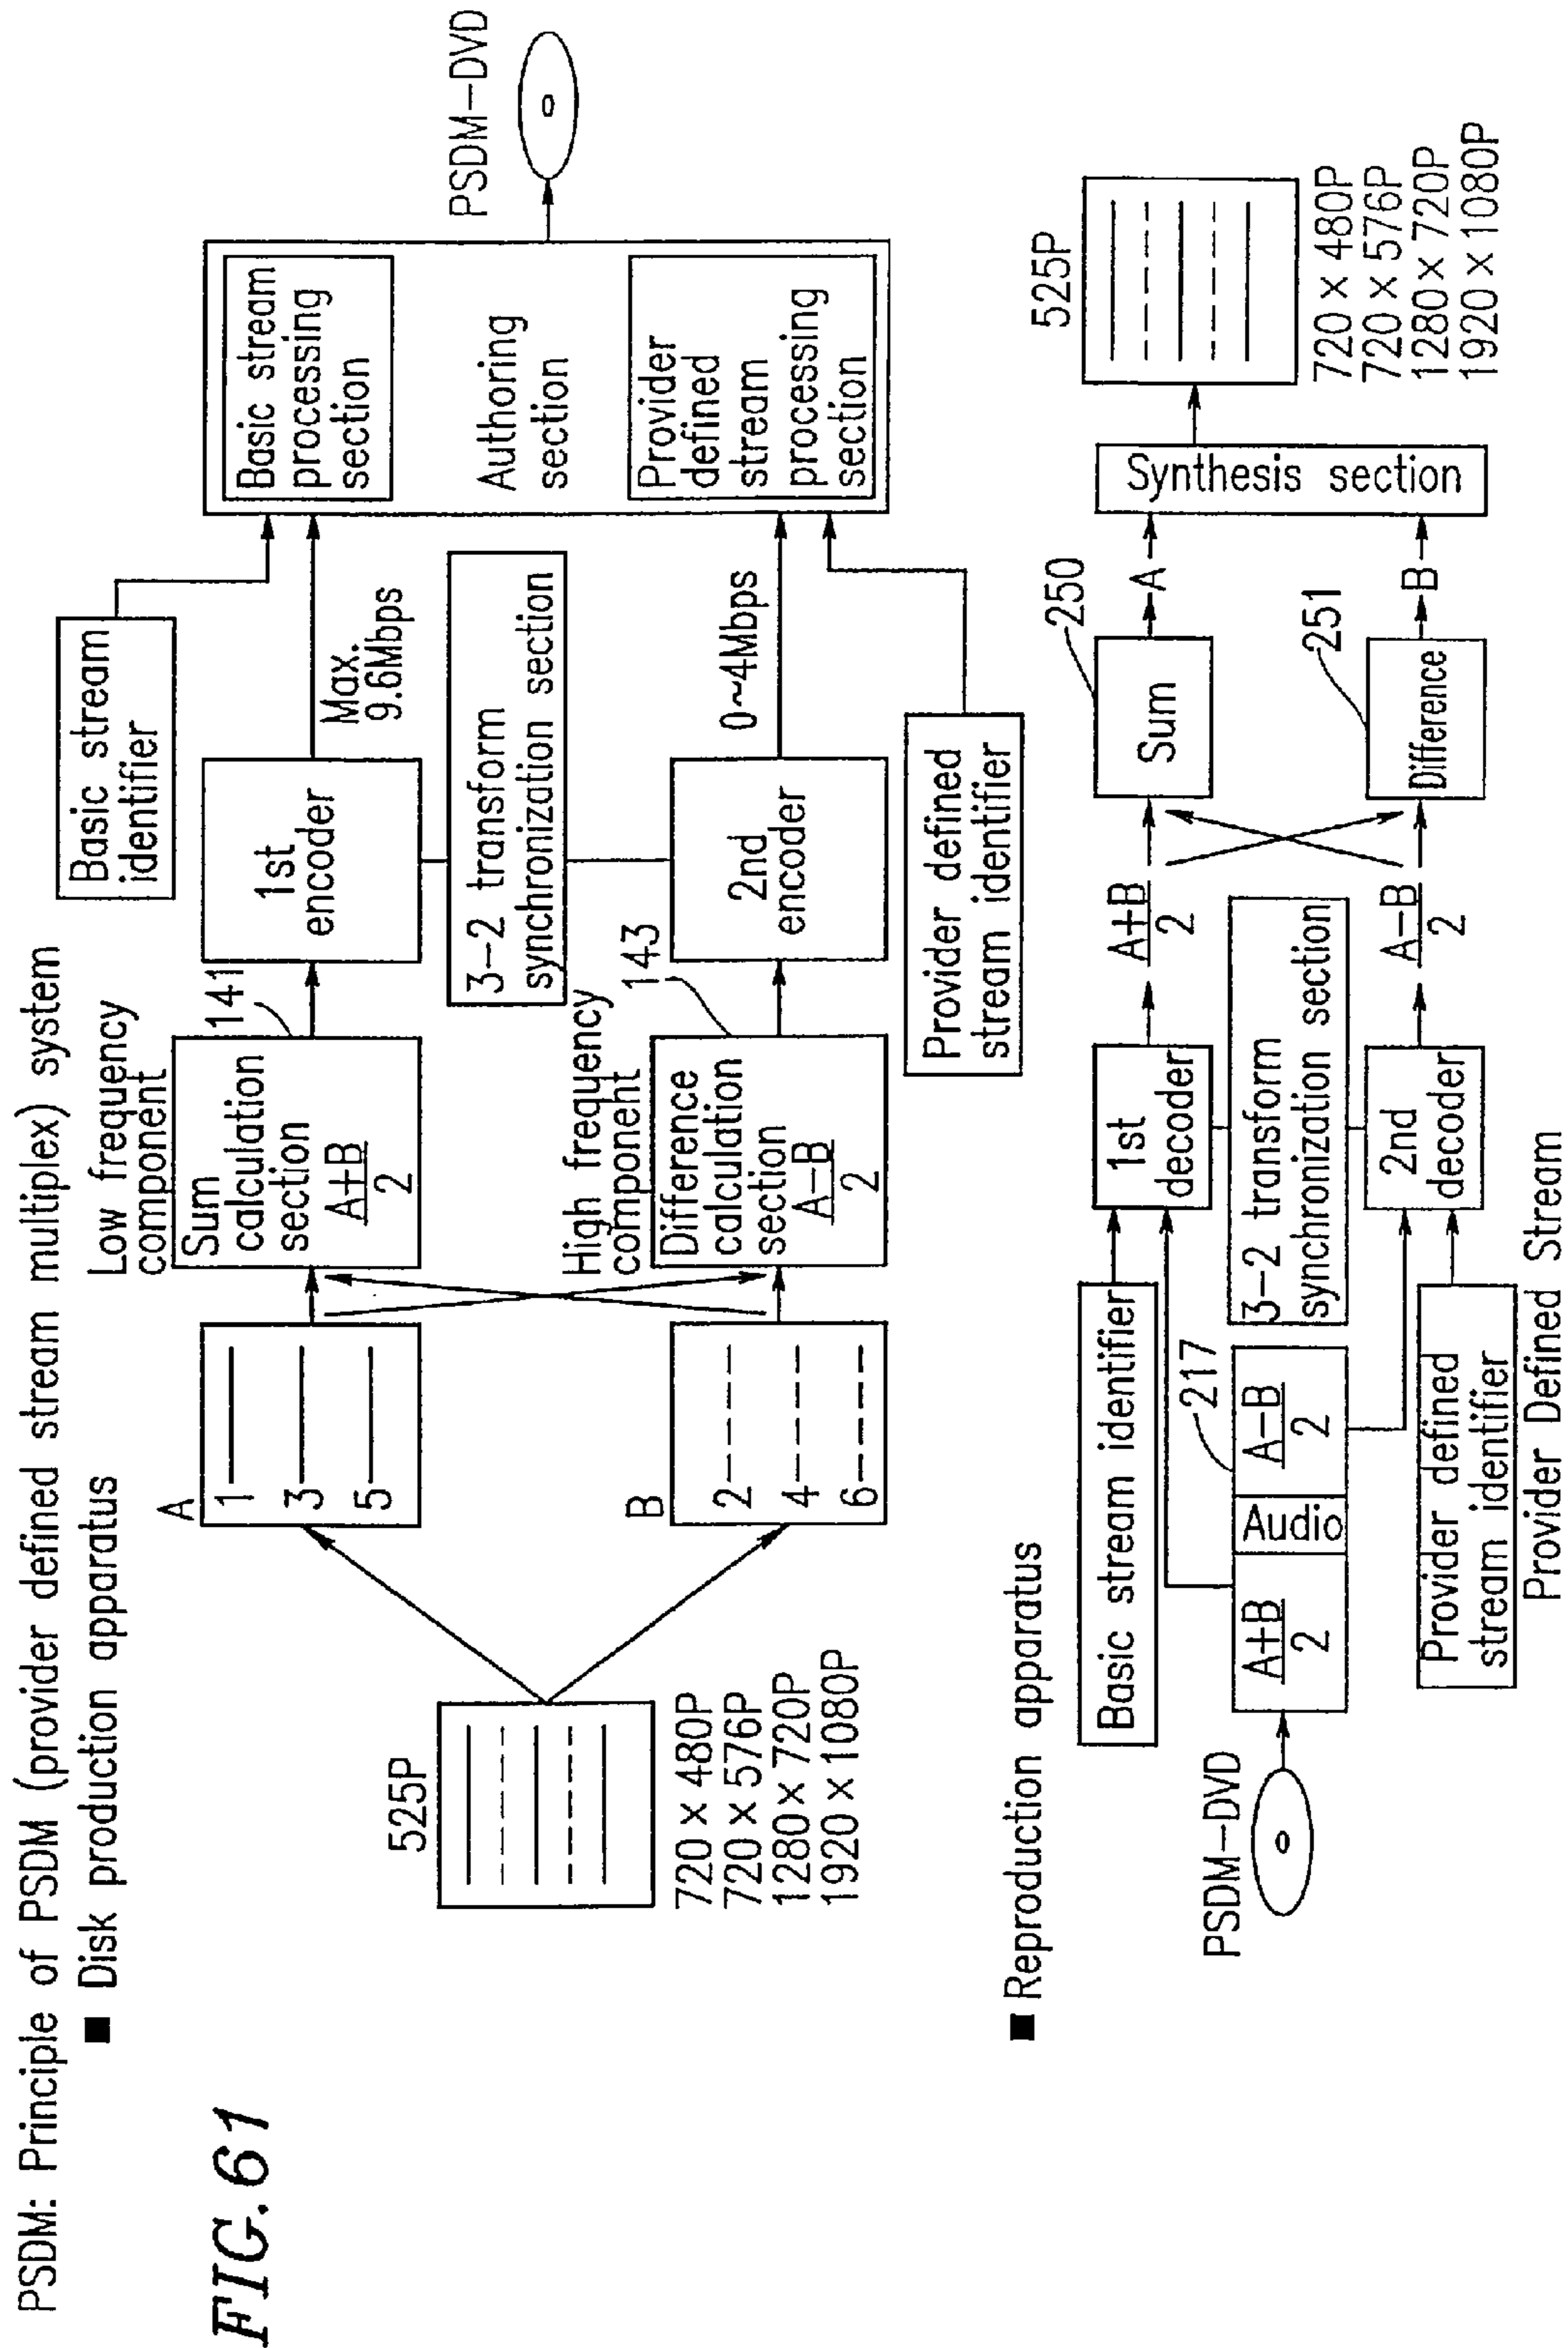 PSDM: Principle of PSDM (provider defined stream multiplex) system
■ Disk production apparatus
FIG.61
525P
720 × 480P
720 × 576P
1280 × 720P
1920 × 1080P
A
1
3
5
B
2
4
6
Low frequency
component
Sum
calculation
section
A+B
2
141
High frequency
component
Difference
calculation
section
A−B
2
143
Basic stream
identifier
1st
encoder
Max.
9.6Mbps
3-2 transform
synchronization section
2nd
encoder
0~4Mbps
Provider defined
stream identifier
Basic stream
processing
section
Authoring
section
Provider
defined
stream
processing
section
PSDM-DVD
■ Reproduction apparatus
PSDM-DVD
A+B
2
Audio
A−B
2
217
Basic stream identifier
Provider defined
stream identifier
Provider Defined Stream
1st
decoder
3-2 transform
synchronization section
2nd
decoder
A+B
2
A−B
2
Sum
250
Difference
251
A
B
Synthesis section
525P
720 × 480P
720 × 576P
1280 × 720P
1920 × 1080P